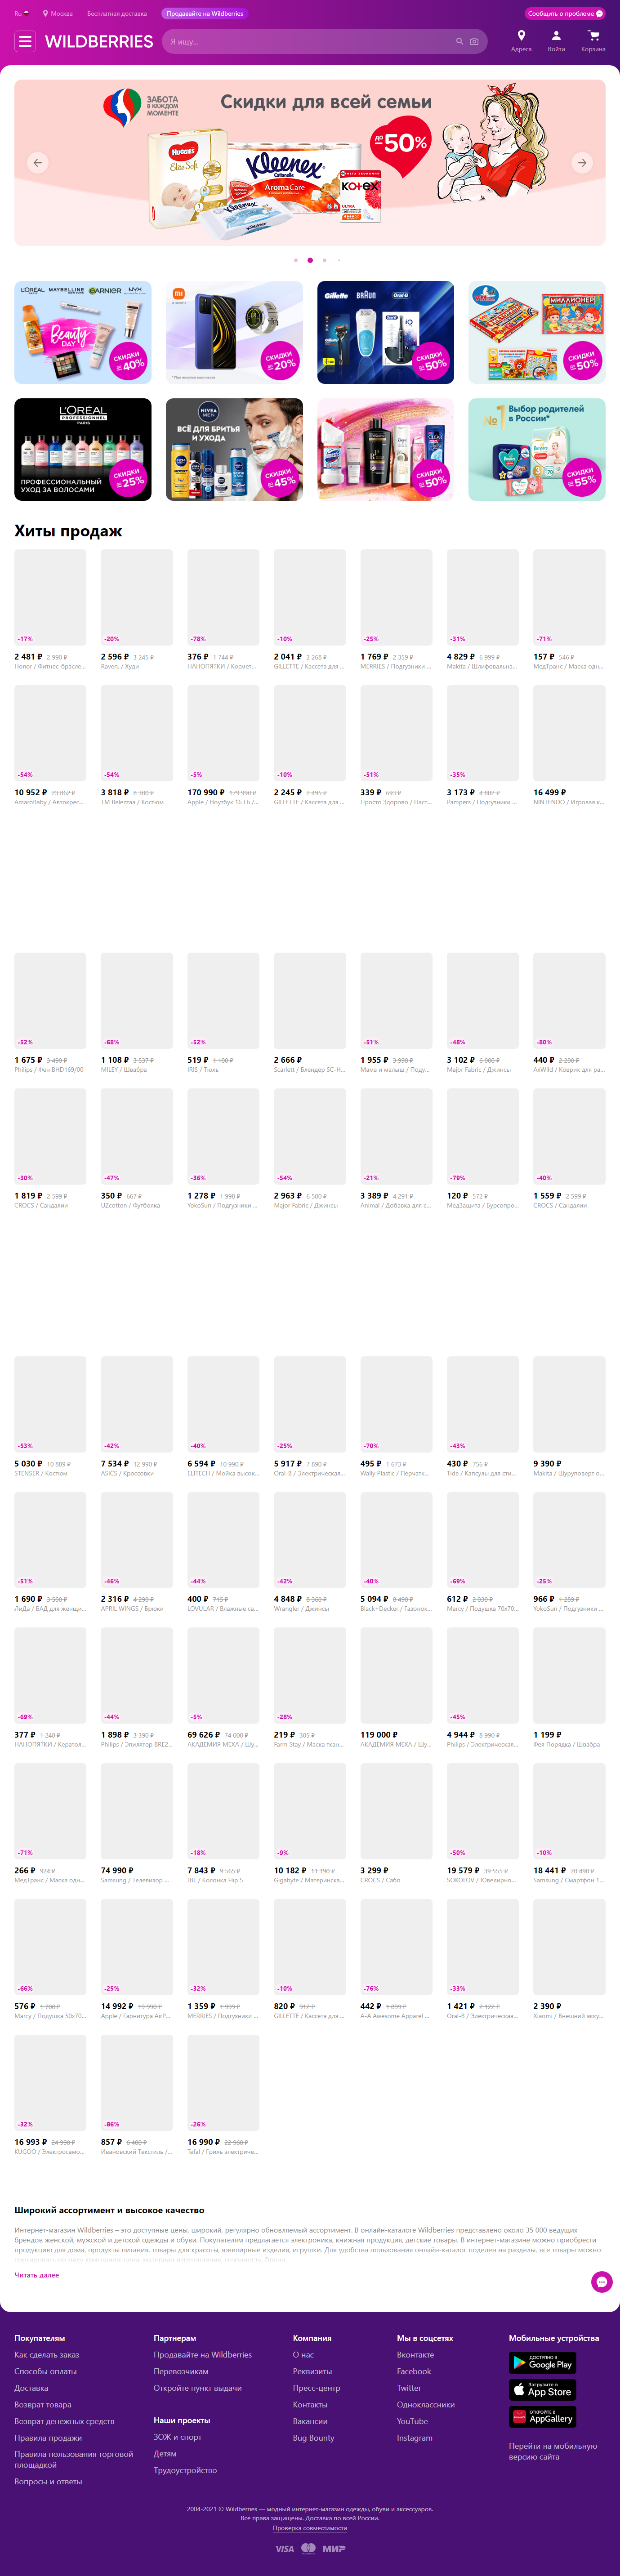 Ru
Москва
Бесплатная доставка
Продавайте на Wildberries
Сообщить о проблеме
WILDBERRIES
Я ищу...
Адреса
Войти
Корзина
ЗАБОТА
В КАЖДОМ
МОМЕНТЕ
Скидки для всей семьи
ДО
-50%
HUGGIES
Elite Soft
Kleenex
Cottonelle
AromaCare
Kleenex
KOTEX
ULTRA
L'ORÉAL
MAYBELLINE
GARNIER
NYX
Beauty
DAY
СКИДКИ
≈ 40%
СКИДКИ
≈ 20%
Gillette
BRAUN
Oral-B
СКИДКИ
≈ 50%
МИЛЛИОНЕР
СКИДКИ
≈ 50%
L'ORÉAL
PROFESSIONNEL
PARIS
ПРОФЕССИОНАЛЬНЫЙ
УХОД ЗА ВОЛОСАМИ
СКИДКИ
≈ 25%
NIVEA
MEN
ВСЁ ДЛЯ БРИТЬЯ
И УХОДА
СКИДКИ
≈ 45%
СКИДКИ
≈ 50%
№1
Выбор родителей
в России*
СКИДКИ
≈ 55%
Хиты продаж
-17% -20% -78% -10% -25% -31% -71%
2 481 ₽ 2 990 ₽ 2 596 ₽ 3 245 ₽ 376 ₽ 1 744 ₽ 2 041 ₽ 2 268 ₽ 1 769 ₽ 2 359 ₽ 4 829 ₽ 6 999 ₽ 157 ₽ 546 ₽
Honor / Фитнес-брасле... Raven. / Худи НАНОПЯТКИ / Космет... GILLETTE / Кассета для ... MERRIES / Подгузники ... Makita / Шлифовальна... МедТранс / Маска одн...
-54% -54% -5% -10% -51% -35%
10 952 ₽ 23 862 ₽ 3 818 ₽ 8 300 ₽ 170 990 ₽ 179 990 ₽ 2 245 ₽ 2 495 ₽ 339 ₽ 693 ₽ 3 173 ₽ 4 882 ₽ 16 499 ₽
AmaroBaby / Автокрес... TM Belezzaa / Костюм Apple / Ноутбук 16 ГБ /... GILLETTE / Кассета для ... Просто Здорово / Паст... Pampers / Подгузники ... NINTENDO / Игровая к...
-52% -68% -52% -51% -48% -80%
1 675 ₽ 3 490 ₽ 1 108 ₽ 3 537 ₽ 519 ₽ 1 100 ₽ 2 666 ₽ 1 955 ₽ 3 990 ₽ 3 102 ₽ 6 000 ₽ 440 ₽ 2 200 ₽
Philips / Фен BHD169/00 MILEY / Швабра IRIS / Тюль Scarlett / Блендер SC-H... Мама и малыш / Поду... Major Fabric / Джинсы AxWild / Коврик для ра...
-30% -47% -36% -54% -21% -79% -40%
1 819 ₽ 2 599 ₽ 350 ₽ 667 ₽ 1 278 ₽ 1 998 ₽ 2 963 ₽ 6 500 ₽ 3 389 ₽ 4 291 ₽ 120 ₽ 572 ₽ 1 559 ₽ 2 599 ₽
CROCS / Сандалии UZcotton / Футболка YokoSun / Подгузники ... Major Fabric / Джинсы Animal / Добавка для с... МедЗащита / Бурсопро... CROCS / Сандалии
-53% -42% -40% -25% -70% -43%
5 030 ₽ 10 889 ₽ 7 534 ₽ 12 990 ₽ 6 594 ₽ 10 990 ₽ 5 917 ₽ 7 890 ₽ 495 ₽ 1 673 ₽ 430 ₽ 756 ₽ 9 390 ₽
STENSER / Костюм ASICS / Кроссовки ELITECH / Мойка высок... Oral-B / Электрическая... Wally Plastic / Перчатк... Tide / Капсулы для сти... Makita / Шуруповерт о...
-51% -46% -44% -42% -40% -69% -25%
1 690 ₽ 3 500 ₽ 2 316 ₽ 4 290 ₽ 400 ₽ 715 ₽ 4 848 ₽ 8 360 ₽ 5 094 ₽ 8 490 ₽ 612 ₽ 2 030 ₽ 966 ₽ 1 289 ₽
ЛиДа / БАД для женщи... APRIL WINGS / Брюки LOVULAR / Влажные са... Wrangler / Джинсы Black+Decker / Газонок... Marcy / Подушка 70х70... YokoSun / Подгузники ...
-69% -44% -5% -28% -45%
377 ₽ 1 248 ₽ 1 898 ₽ 3 390 ₽ 69 626 ₽ 74 000 ₽ 219 ₽ 305 ₽ 119 000 ₽ 4 944 ₽ 8 990 ₽ 1 199 ₽
НАНОПЯТКИ / Кератол... Philips / Эпилятор BRE2... АКАДЕМИЯ МЕХА / Шу... Farm Stay / Маска ткан... АКАДЕМИЯ МЕХА / Шу... Philips / Электрическая... Фея Порядка / Швабра
-71% -18% -9% -50% -10%
266 ₽ 924 ₽ 74 990 ₽ 7 843 ₽ 9 565 ₽ 10 182 ₽ 11 190 ₽ 3 299 ₽ 19 579 ₽ 39 555 ₽ 18 441 ₽ 20 490 ₽
МедТранс / Маска одн... Samsung / Телевизор ... JBL / Колонка Flip 5 Gigabyte / Материнска... CROCS / Сабо SOKOLOV / Ювелирно... Samsung / Смартфон 1...
-66% -25% -32% -10% -76% -33%
576 ₽ 1 700 ₽ 14 992 ₽ 19 990 ₽ 1 359 ₽ 1 999 ₽ 820 ₽ 912 ₽ 442 ₽ 1 899 ₽ 1 421 ₽ 2 122 ₽ 2 390 ₽
Marcy / Подушка 50х70... Apple / Гарнитура AirP... MERRIES / Подгузники ... GILLETTE / Кассета для ... A-A Awesome Apparel ... Oral-B / Электрическая... Xiaomi / Внешний акку...
-32% -86% -26%
16 993 ₽ 24 990 ₽ 857 ₽ 6 400 ₽ 16 990 ₽ 22 960 ₽
KUGOO / Электросамо... Ивановский Текстиль /... Tefal / Гриль электриче...
Широкий ассортимент и высокое качество
Интернет-магазин Wildberries – это доступные цены, широкий, регулярно обновляемый ассортимент. В онлайн-каталоге Wildberries представлено около 35 000 ведущих
брендов женской, мужской и детской одежды и обуви. Покупателям предлагается электроника, книжная продукция, детские товары. В интернет-магазине можно приобрести
продукцию для дома, продукты питания, товары для красоты, ювелирные изделия, игрушки. Для удобства пользования онлайн-каталог поделен на разделы, все товары можно
Читать далее
Покупателям
Как сделать заказ
Способы оплаты
Доставка
Возврат товара
Возврат денежных средств
Правила продажи
Правила пользования торговой
площадкой
Вопросы и ответы
Партнерам
Продавайте на Wildberries
Перевозчикам
Откройте пункт выдачи
Наши проекты
ЗОЖ и спорт
Детям
Трудоустройство
Компания
О нас
Реквизиты
Пресс-центр
Контакты
Вакансии
Bug Bounty
Мы в соцсетях
Вконтакте
Facebook
Twitter
Одноклассники
YouTube
Instagram
Мобильные устройства
ДОСТУПНО В
Google Play
Загрузите в
App Store
ОТКРОЙТЕ В
AppGallery
Перейти на мобильную
версию сайта
2004-2021 © Wildberries — модный интернет-магазин одежды, обуви и аксессуаров.
Все права защищены. Доставка по всей России.
Проверка совместимости
VISA
МИР